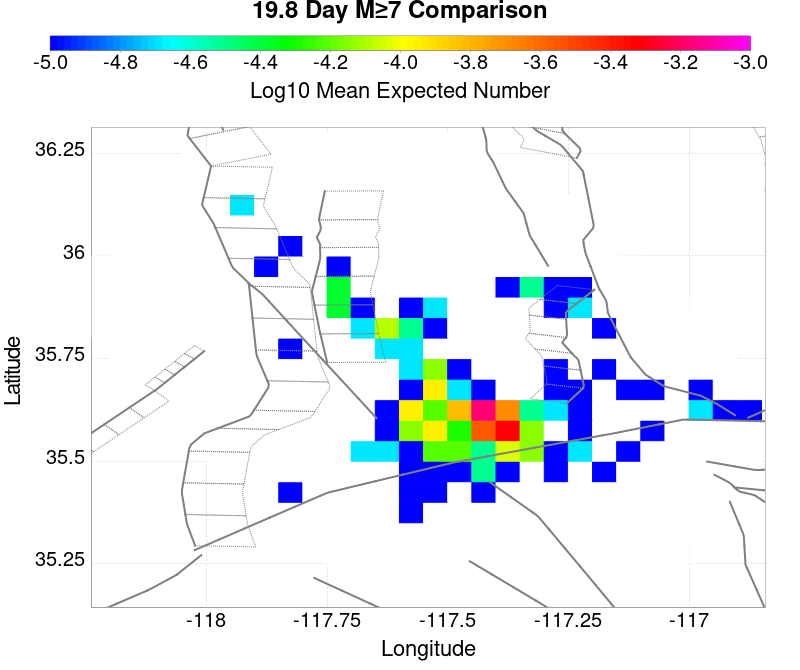 19.8 Day M≥7 Comparison
-5.0 -4.8 -4.6 -4.4 -4.2 -4.0 -3.8 -3.6 -3.4 -3.2 -3.0
Log10 Mean Expected Number
36.25
36
35.75
35.5
35.25
Latitude
-118 -117.75 -117.5 -117.25 -117
Longitude